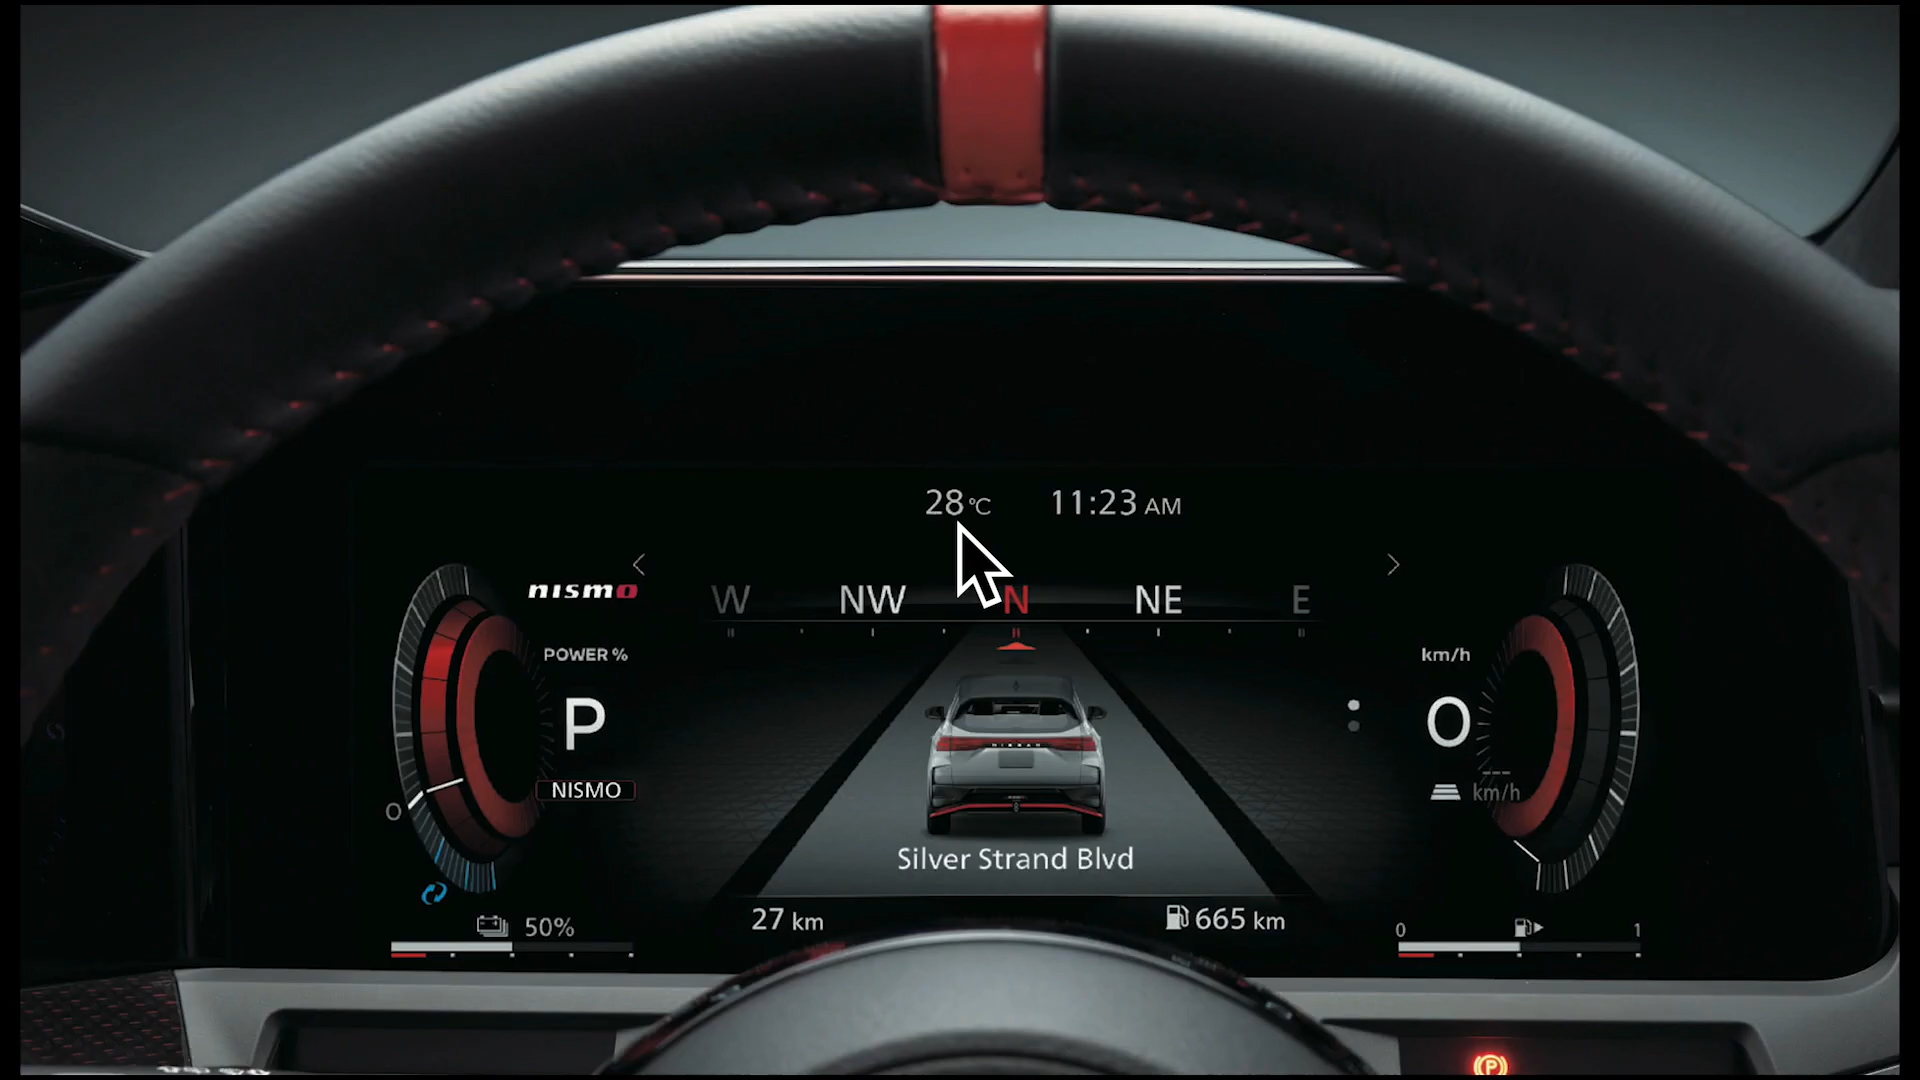 28°C 11:23 AM
nismo
W NW N NE E
POWER %
km/h
P
0
NISMO
--- km/h
0
NISSAN
Silver Strand Blvd
50%
27 km
665 km
0 1
P